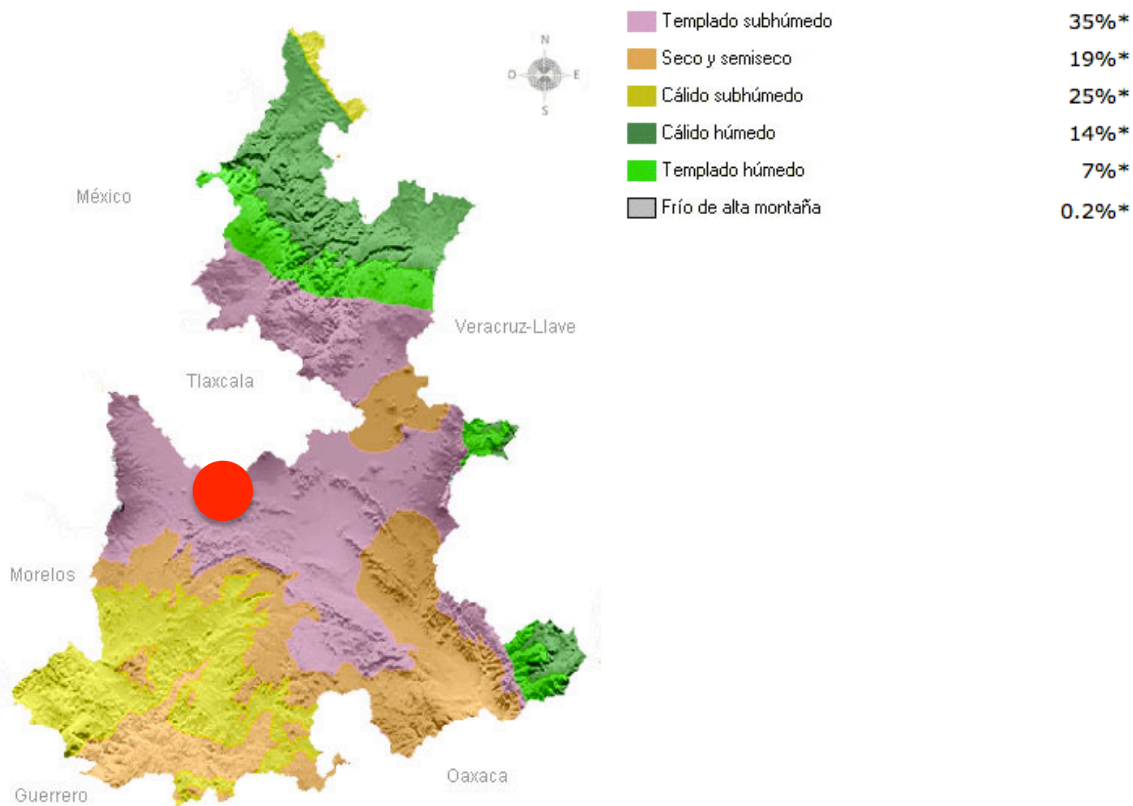 Templado subhúmedo 35%*
Seco y semiseco 19%*
Cálido subhúmedo 25%*
Cálido húmedo 14%*
Templado húmedo 7%*
Frío de alta montaña 0.2%*
N
O E
S
México
Veracruz-Llave
Tlaxcala
Morelos
Oaxaca
Guerrero